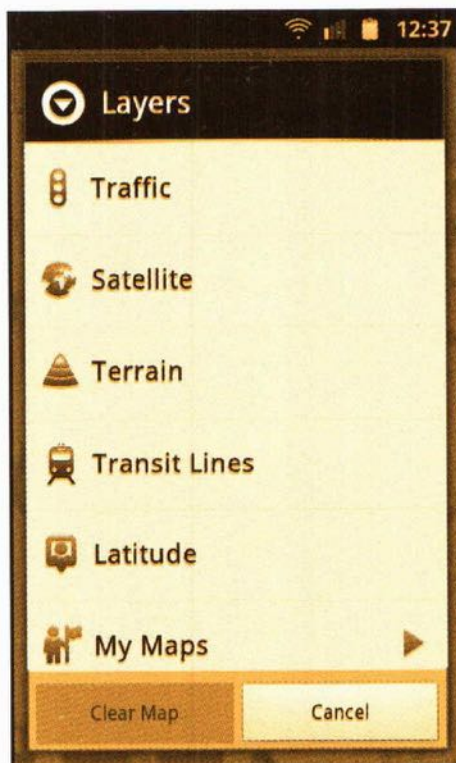 12:37
Layers
Traffic
Satellite
Terrain
Transit Lines
Latitude
My Maps
Clear Map Cancel